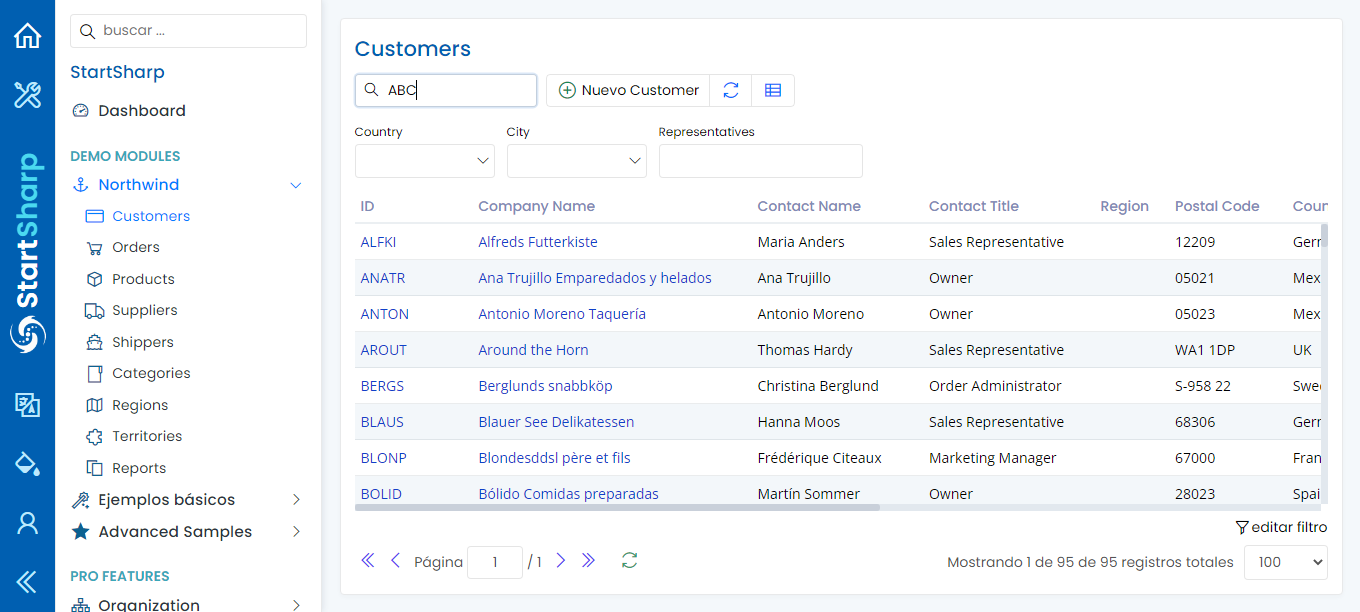 buscar ...
StartSharp
Dashboard
DEMO MODULES
Northwind
Customers
Orders
Products
Suppliers
Shippers
Categories
Regions
Territories
Reports
Ejemplos básicos
Advanced Samples
PRO FEATURES
Organization
StartSharp
Customers
ABC
Nuevo Customer
Country City Representatives
ID Company Name Contact Name Contact Title Region Postal Code Coun
ALFKI Alfreds Futterkiste Maria Anders Sales Representative 12209 Gern
ANATR Ana Trujillo Emparedados y helados Ana Trujillo Owner 05021 Mex
ANTON Antonio Moreno Taquería Antonio Moreno Owner 05023 Mex
AROUT Around the Horn Thomas Hardy Sales Representative WA1 1DP UK
BERGS Berglunds snabbköp Christina Berglund Order Administrator S-958 22 Swe
BLAUS Blauer See Delikatessen Hanna Moos Sales Representative 68306 Gern
BLONP Blondesddsl père et fils Frédérique Citeaux Marketing Manager 67000 Fran
BOLID Bólido Comidas preparadas Martín Sommer Owner 28023 Spai
editar filtro
Página 1 / 1 Mostrando 1 de 95 de 95 registros totales 100